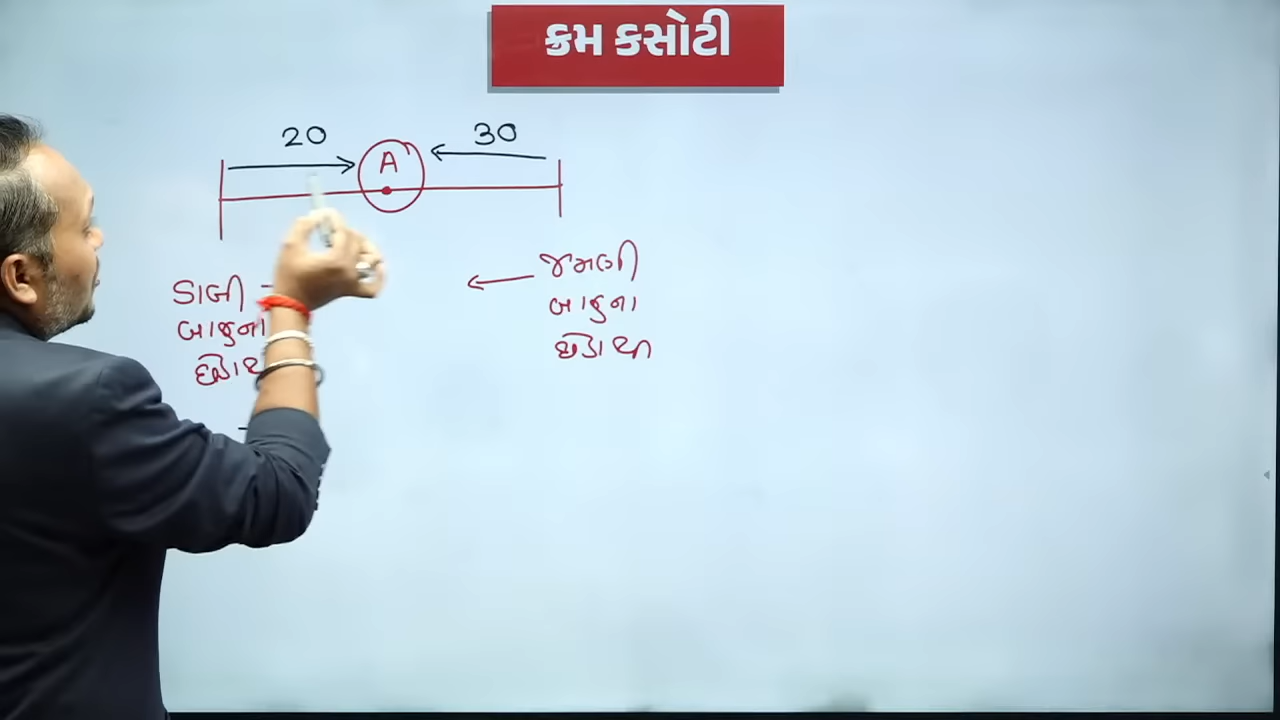 ક્રમ કસોટી
20 A 30
ડાબી
બાજુના
જમણી
બાજુના
છેડાથી